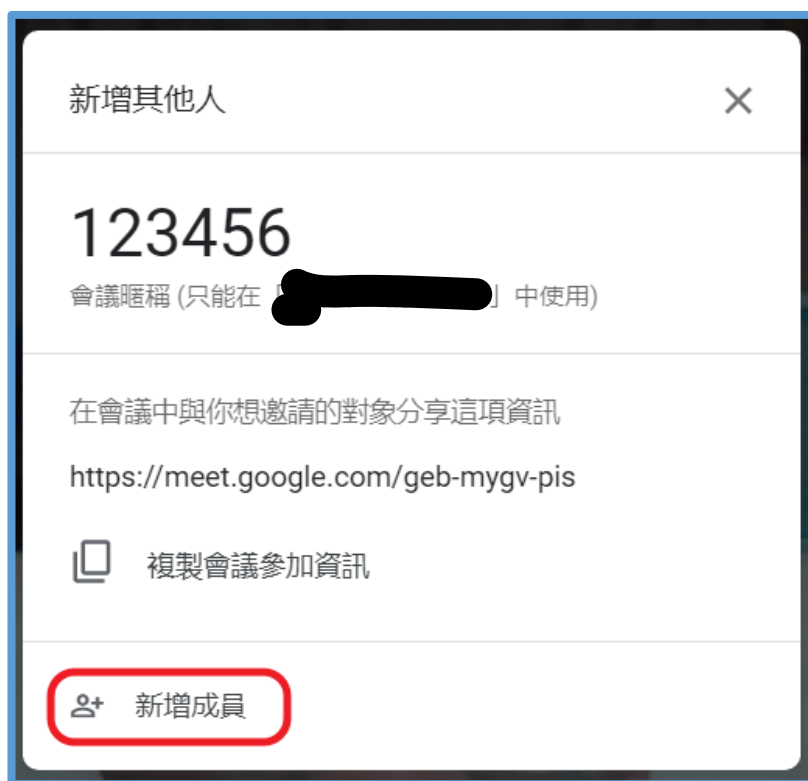 新增其他人
123456
會議暱稱 (只能在「 」中使用)
在會議中與你想邀請的對象分享這項資訊
https://meet.google.com/geb-mygv-pis
複製會議參加資訊
新增成員